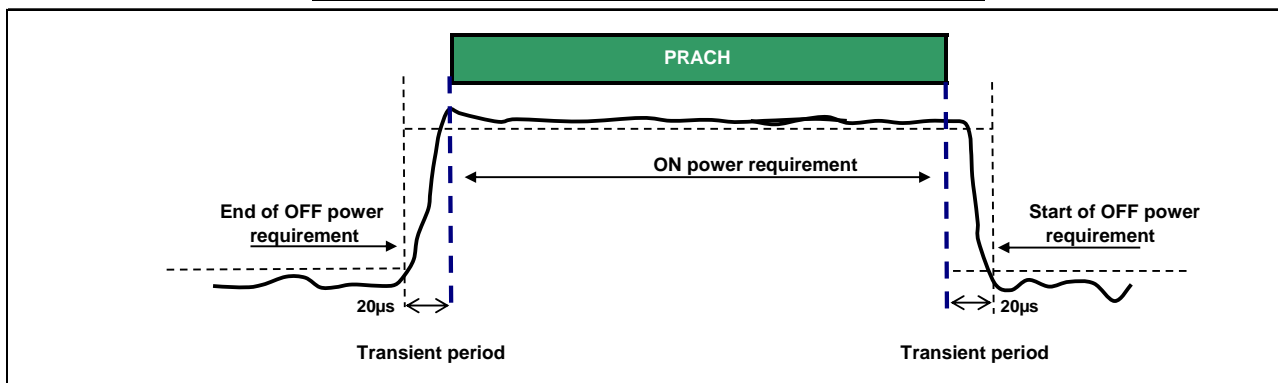 PRACH
ON power requirement
End of OFF power
requirement
Start of OFF power
requirement
20µs
20µs
Transient period
Transient period